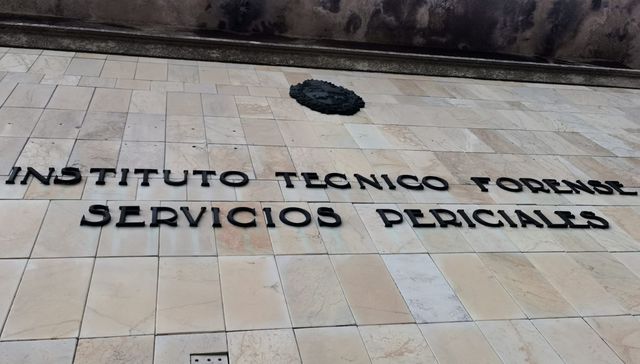 INSTITUTO TECNICO FORENSE
SERVICIOS PERICIALES